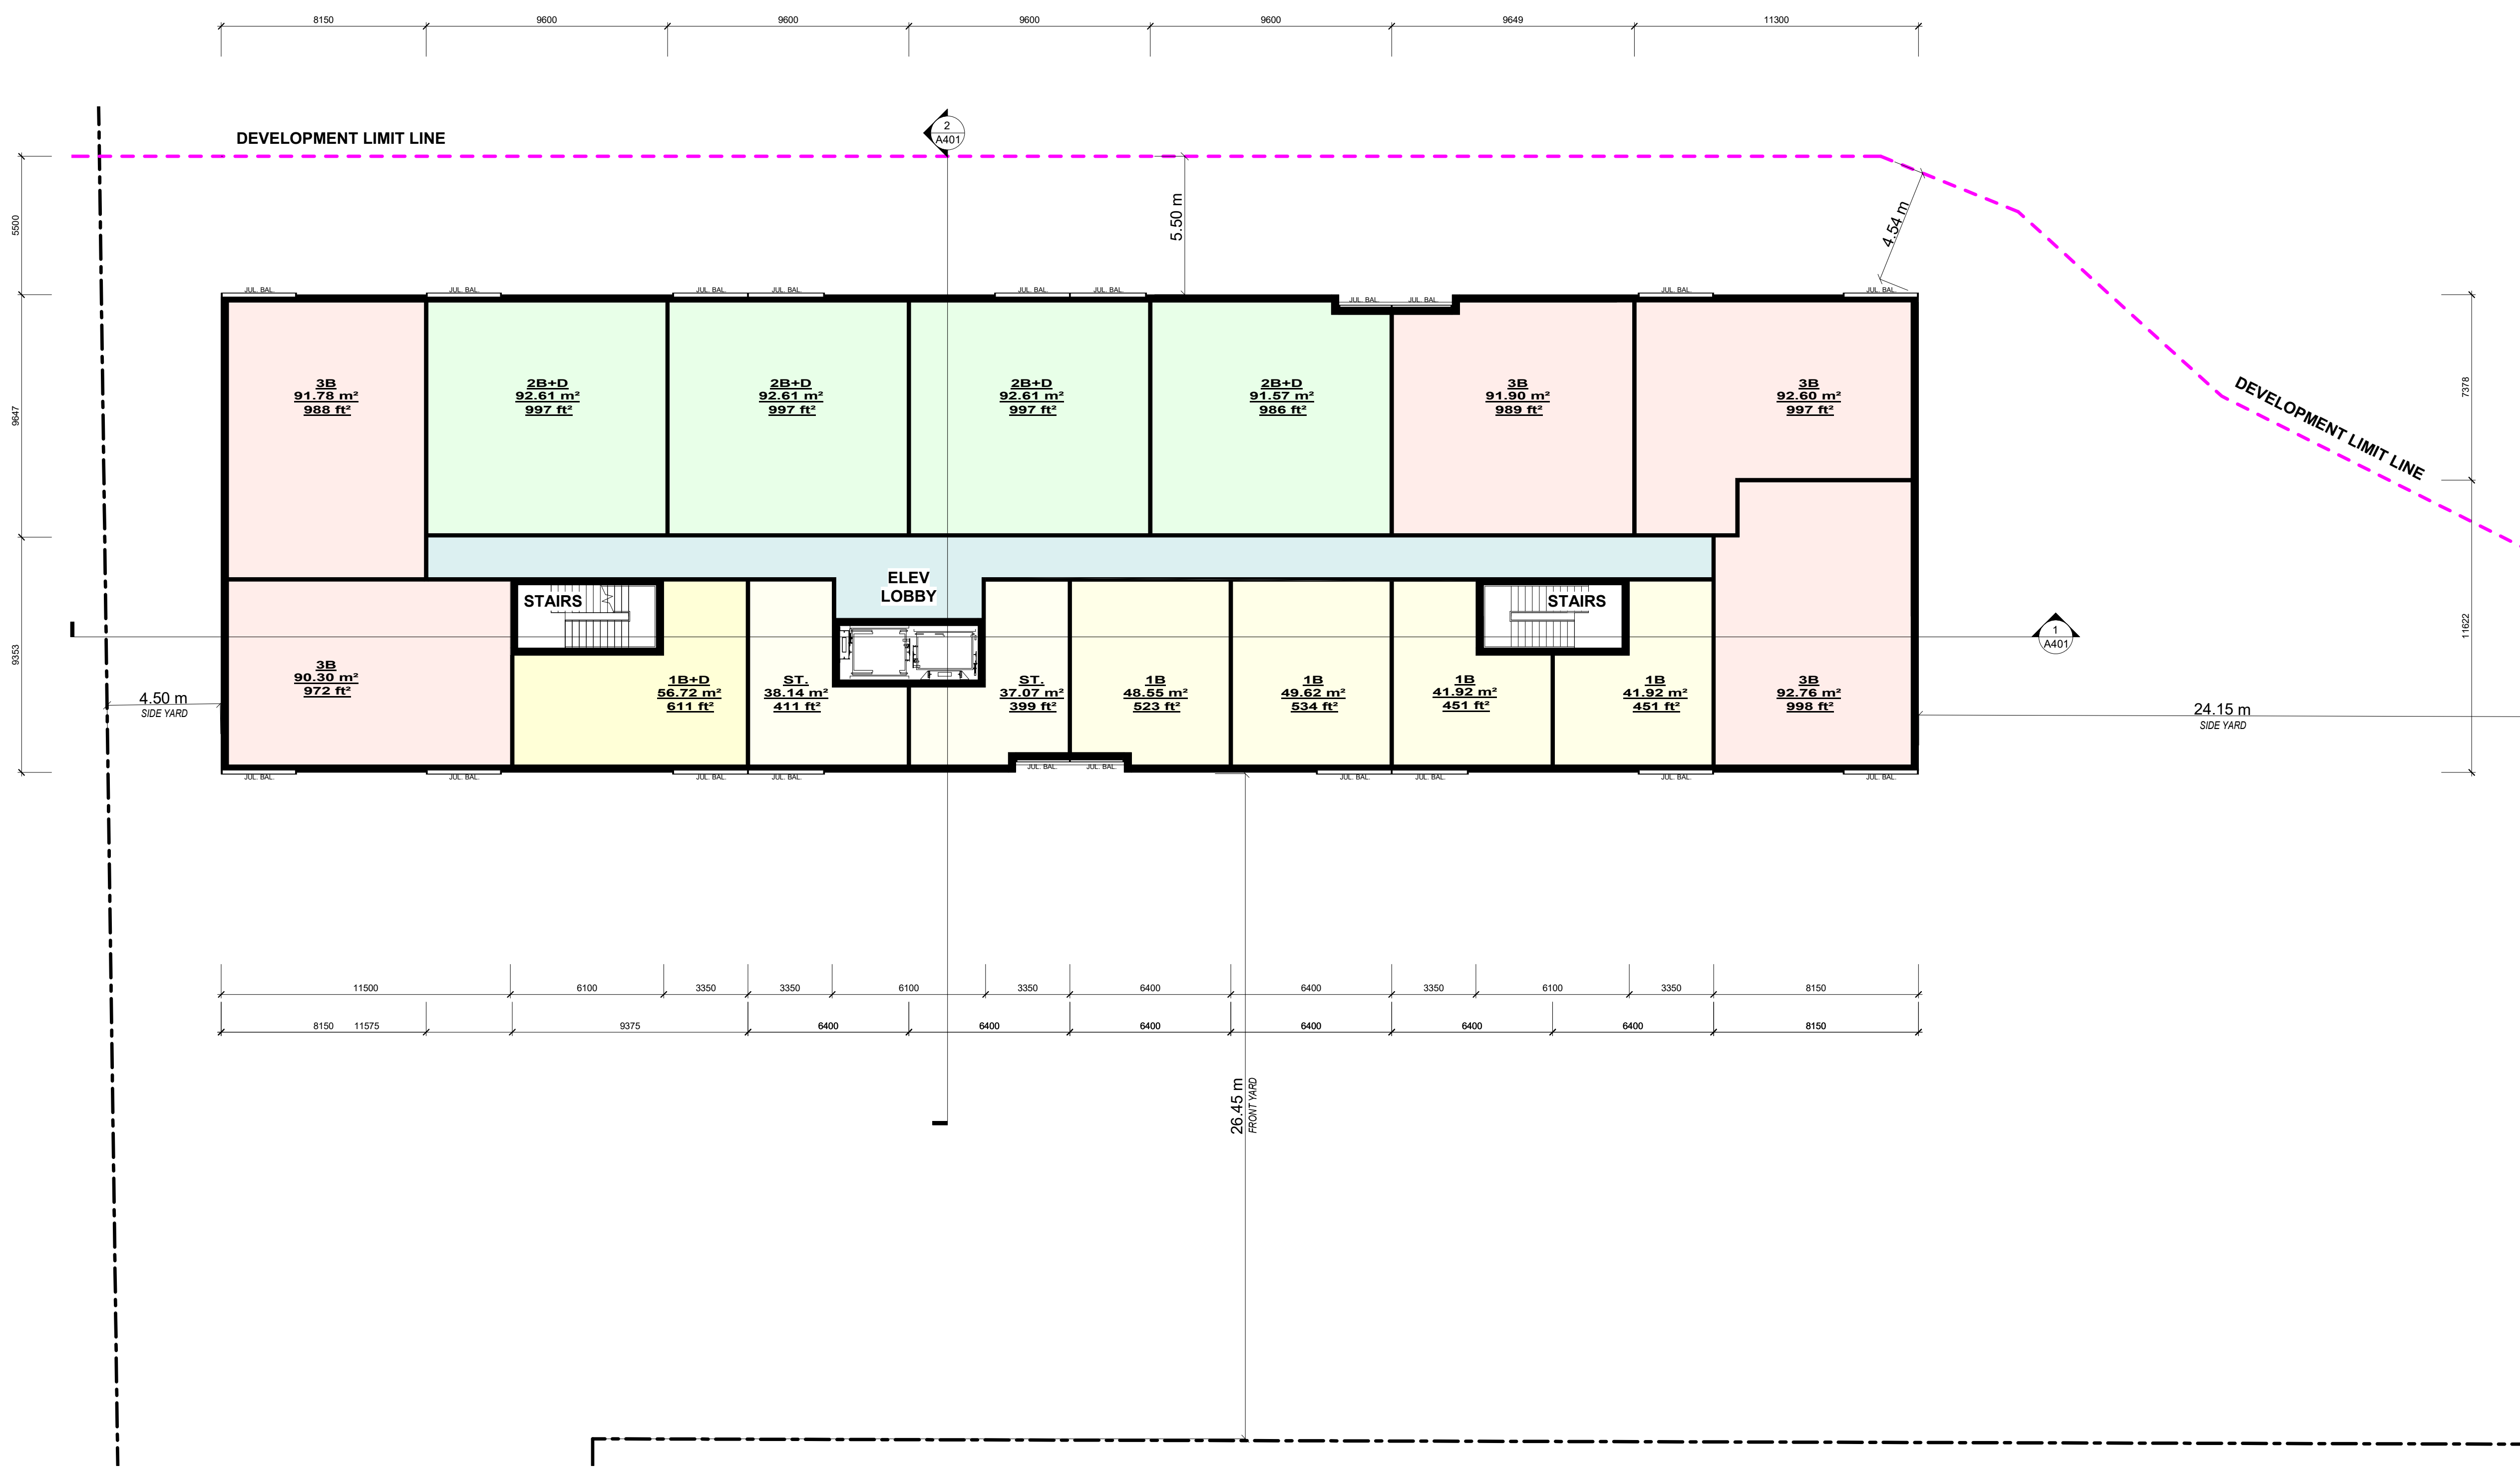 8150 9600 9600 9600 9600 9649 11300
2
A401
DEVELOPMENT LIMIT LINE
5500
5.50 m
4.54 m
JUL. BAL. JUL. BAL. JUL. BAL. JUL. BAL. JUL. BAL. JUL. BAL. JUL. BAL. JUL. BAL. JUL. BAL. JUL. BAL.
9647
7378
DEVELOPMENT LIMIT LINE
3B
91.78 m²
988 ft²
2B+D
92.61 m²
997 ft²
2B+D
92.61 m²
997 ft²
2B+D
92.61 m²
997 ft²
2B+D
91.57 m²
986 ft²
3B
91.90 m²
989 ft²
3B
92.60 m²
997 ft²
ELEV
LOBBY
STAIRS
STAIRS
1
A401
9353
11622
3B
90.30 m²
972 ft²
1B+D
56.72 m²
611 ft²
ST.
38.14 m²
411 ft²
ST.
37.07 m²
399 ft²
1B
48.55 m²
523 ft²
1B
49.62 m²
534 ft²
1B
41.92 m²
451 ft²
1B
41.92 m²
451 ft²
3B
92.76 m²
998 ft²
4.50 m
SIDE YARD
24.15 m
SIDE YARD
JUL. BAL. JUL. BAL. JUL. BAL. JUL. BAL. JUL. BAL. JUL. BAL. JUL. BAL. JUL. BAL. JUL. BAL. JUL. BAL.
11500 6100 3350 3350 6100 3350 6400 6400 3350 6100 3350 8150
8150 11575 9375 6400 6400 6400 6400 6400 6400 8150
26.45 m
FRONT YARD